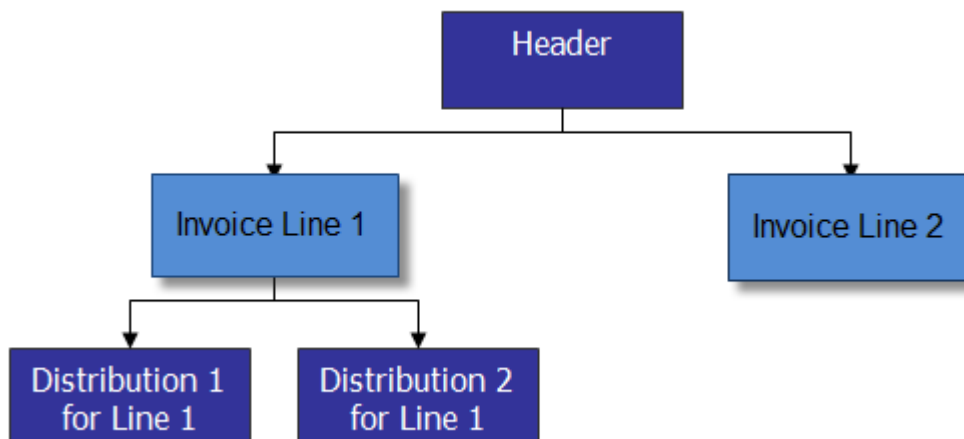 Header
Invoice Line 1
Invoice Line 2
Distribution 1
for Line 1
Distribution 2
for Line 1